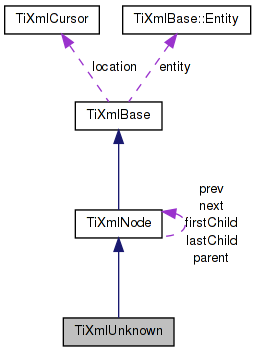 TiXmlCursor
TiXmlBase::Entity
location
entity
TiXmlBase
prev
next
firstChild
lastChild
parent
TiXmlNode
TiXmlUnknown